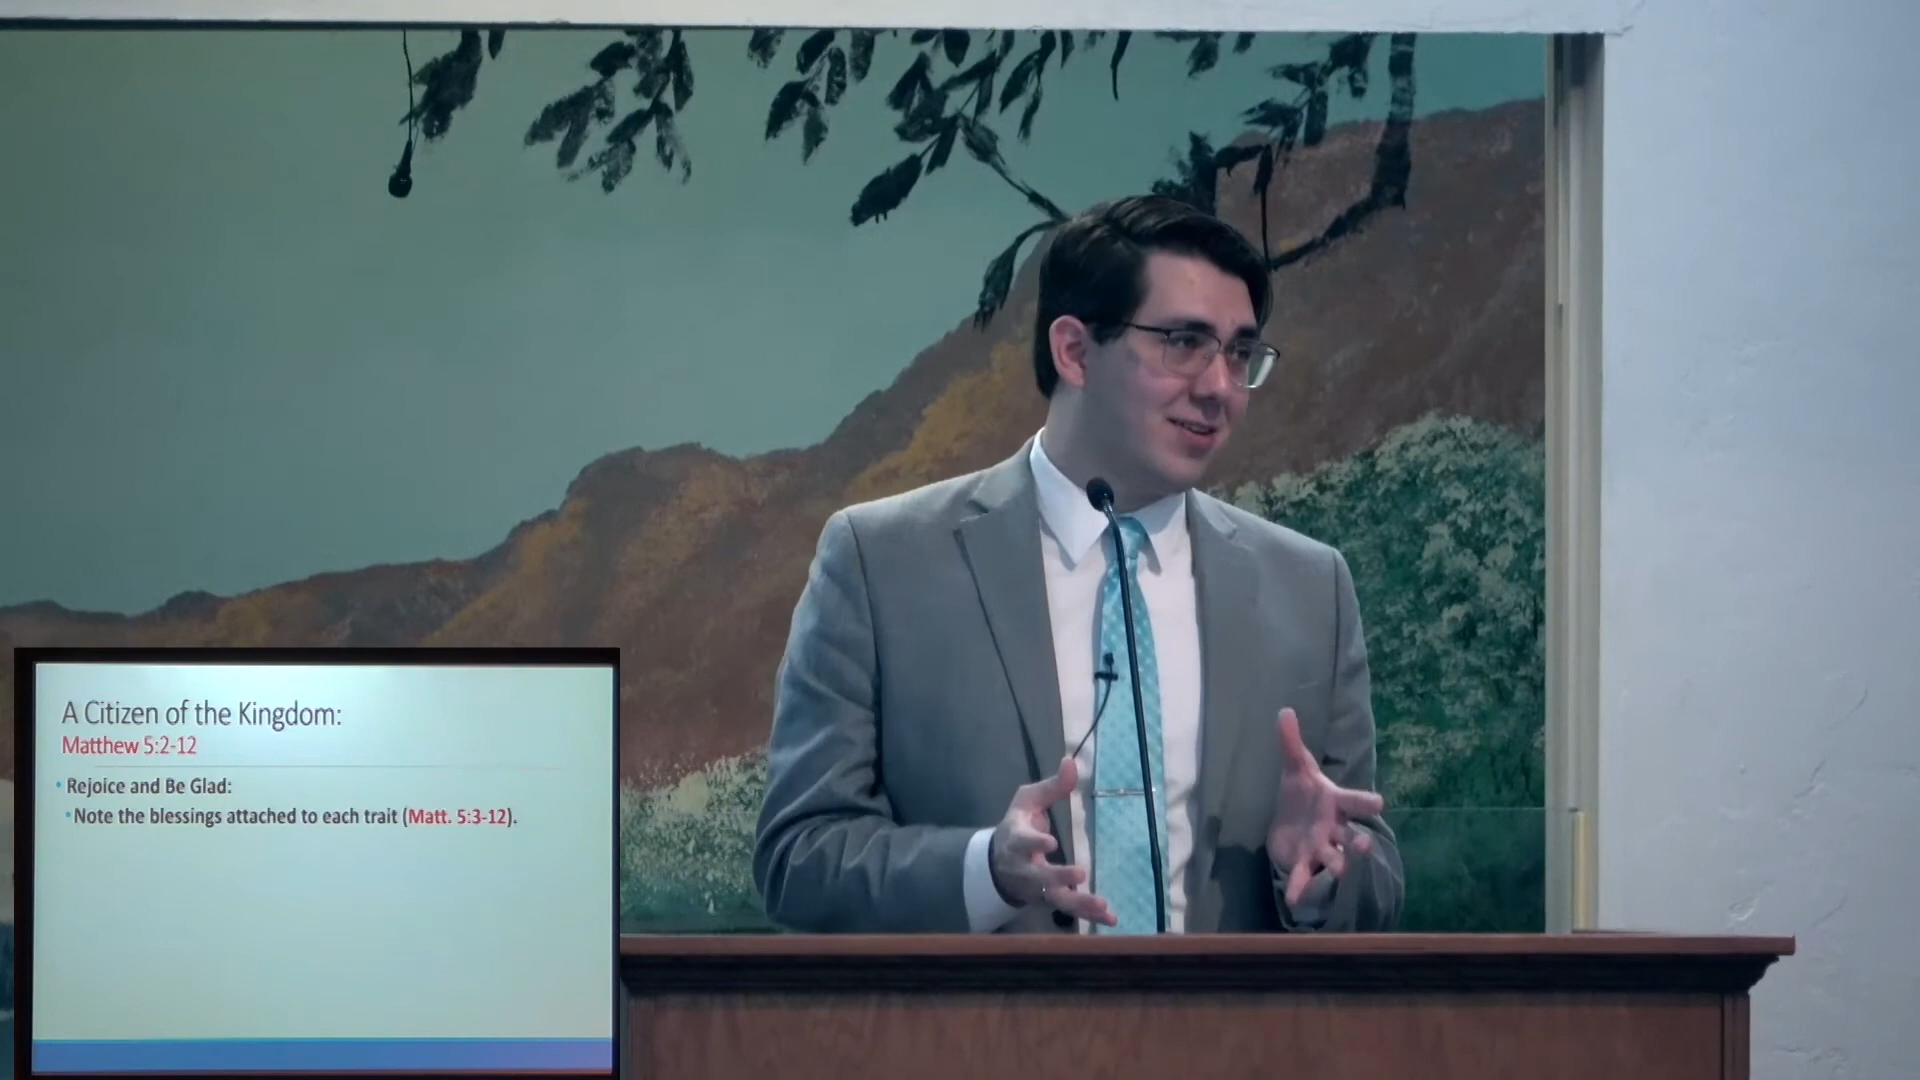 A Citizen of the Kingdom:
Matthew 5:2-12
Rejoice and Be Glad:
Note the blessings attached to each trait (Matt. 5:3-12).